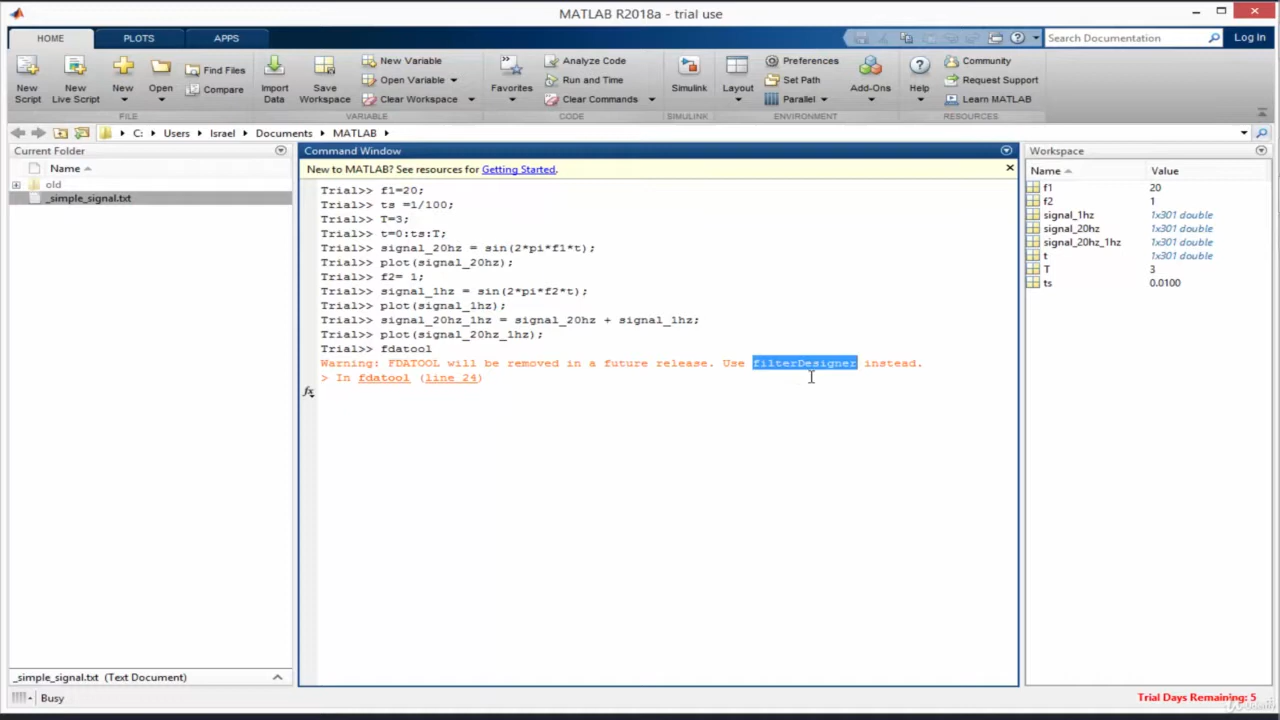 MATLAB R2018a - trial use
HOME PLOTS APPS
Search Documentation Log In
New Script
New Live Script
New
Open
Find Files
Compare
FILE
Import Data
Save Workspace
New Variable
Open Variable
Clear Workspace
VARIABLE
Favorites
Analyze Code
Run and Time
Clear Commands
CODE
Simulink
SIMULINK
Layout
Preferences
Set Path
Parallel
Add-Ons
ENVIRONMENT
Help
Community
Request Support
Learn MATLAB
RESOURCES
C: Users Israel Documents MATLAB
Current Folder
Name
old
_simple_signal.txt
_simple_signal.txt (Text Document)
Command Window
New to MATLAB? See resources for Getting Started.
Trial>> f1=20;
Trial>> ts =1/100;
Trial>> T=3;
Trial>> t=0:ts:T;
Trial>> signal_20hz = sin(2*pi*f1*t);
Trial>> plot(signal_20hz);
Trial>> f2= 1;
Trial>> signal_1hz = sin(2*pi*f2*t);
Trial>> plot(signal_1hz);
Trial>> signal_20hz_1hz = signal_20hz + signal_1hz;
Trial>> plot(signal_20hz_1hz);
Trial>> fdatool
Warning: FDATOOL will be removed in a future release. Use filterDesigner instead.
> In fdatool (line 24)
fx
Workspace
Name Value
f1 20
f2 1
signal_1hz 1x301 double
signal_20hz 1x301 double
signal_20hz_1hz 1x301 double
t 1x301 double
T 3
ts 0.0100
Busy
Trial Days Remaining: 5